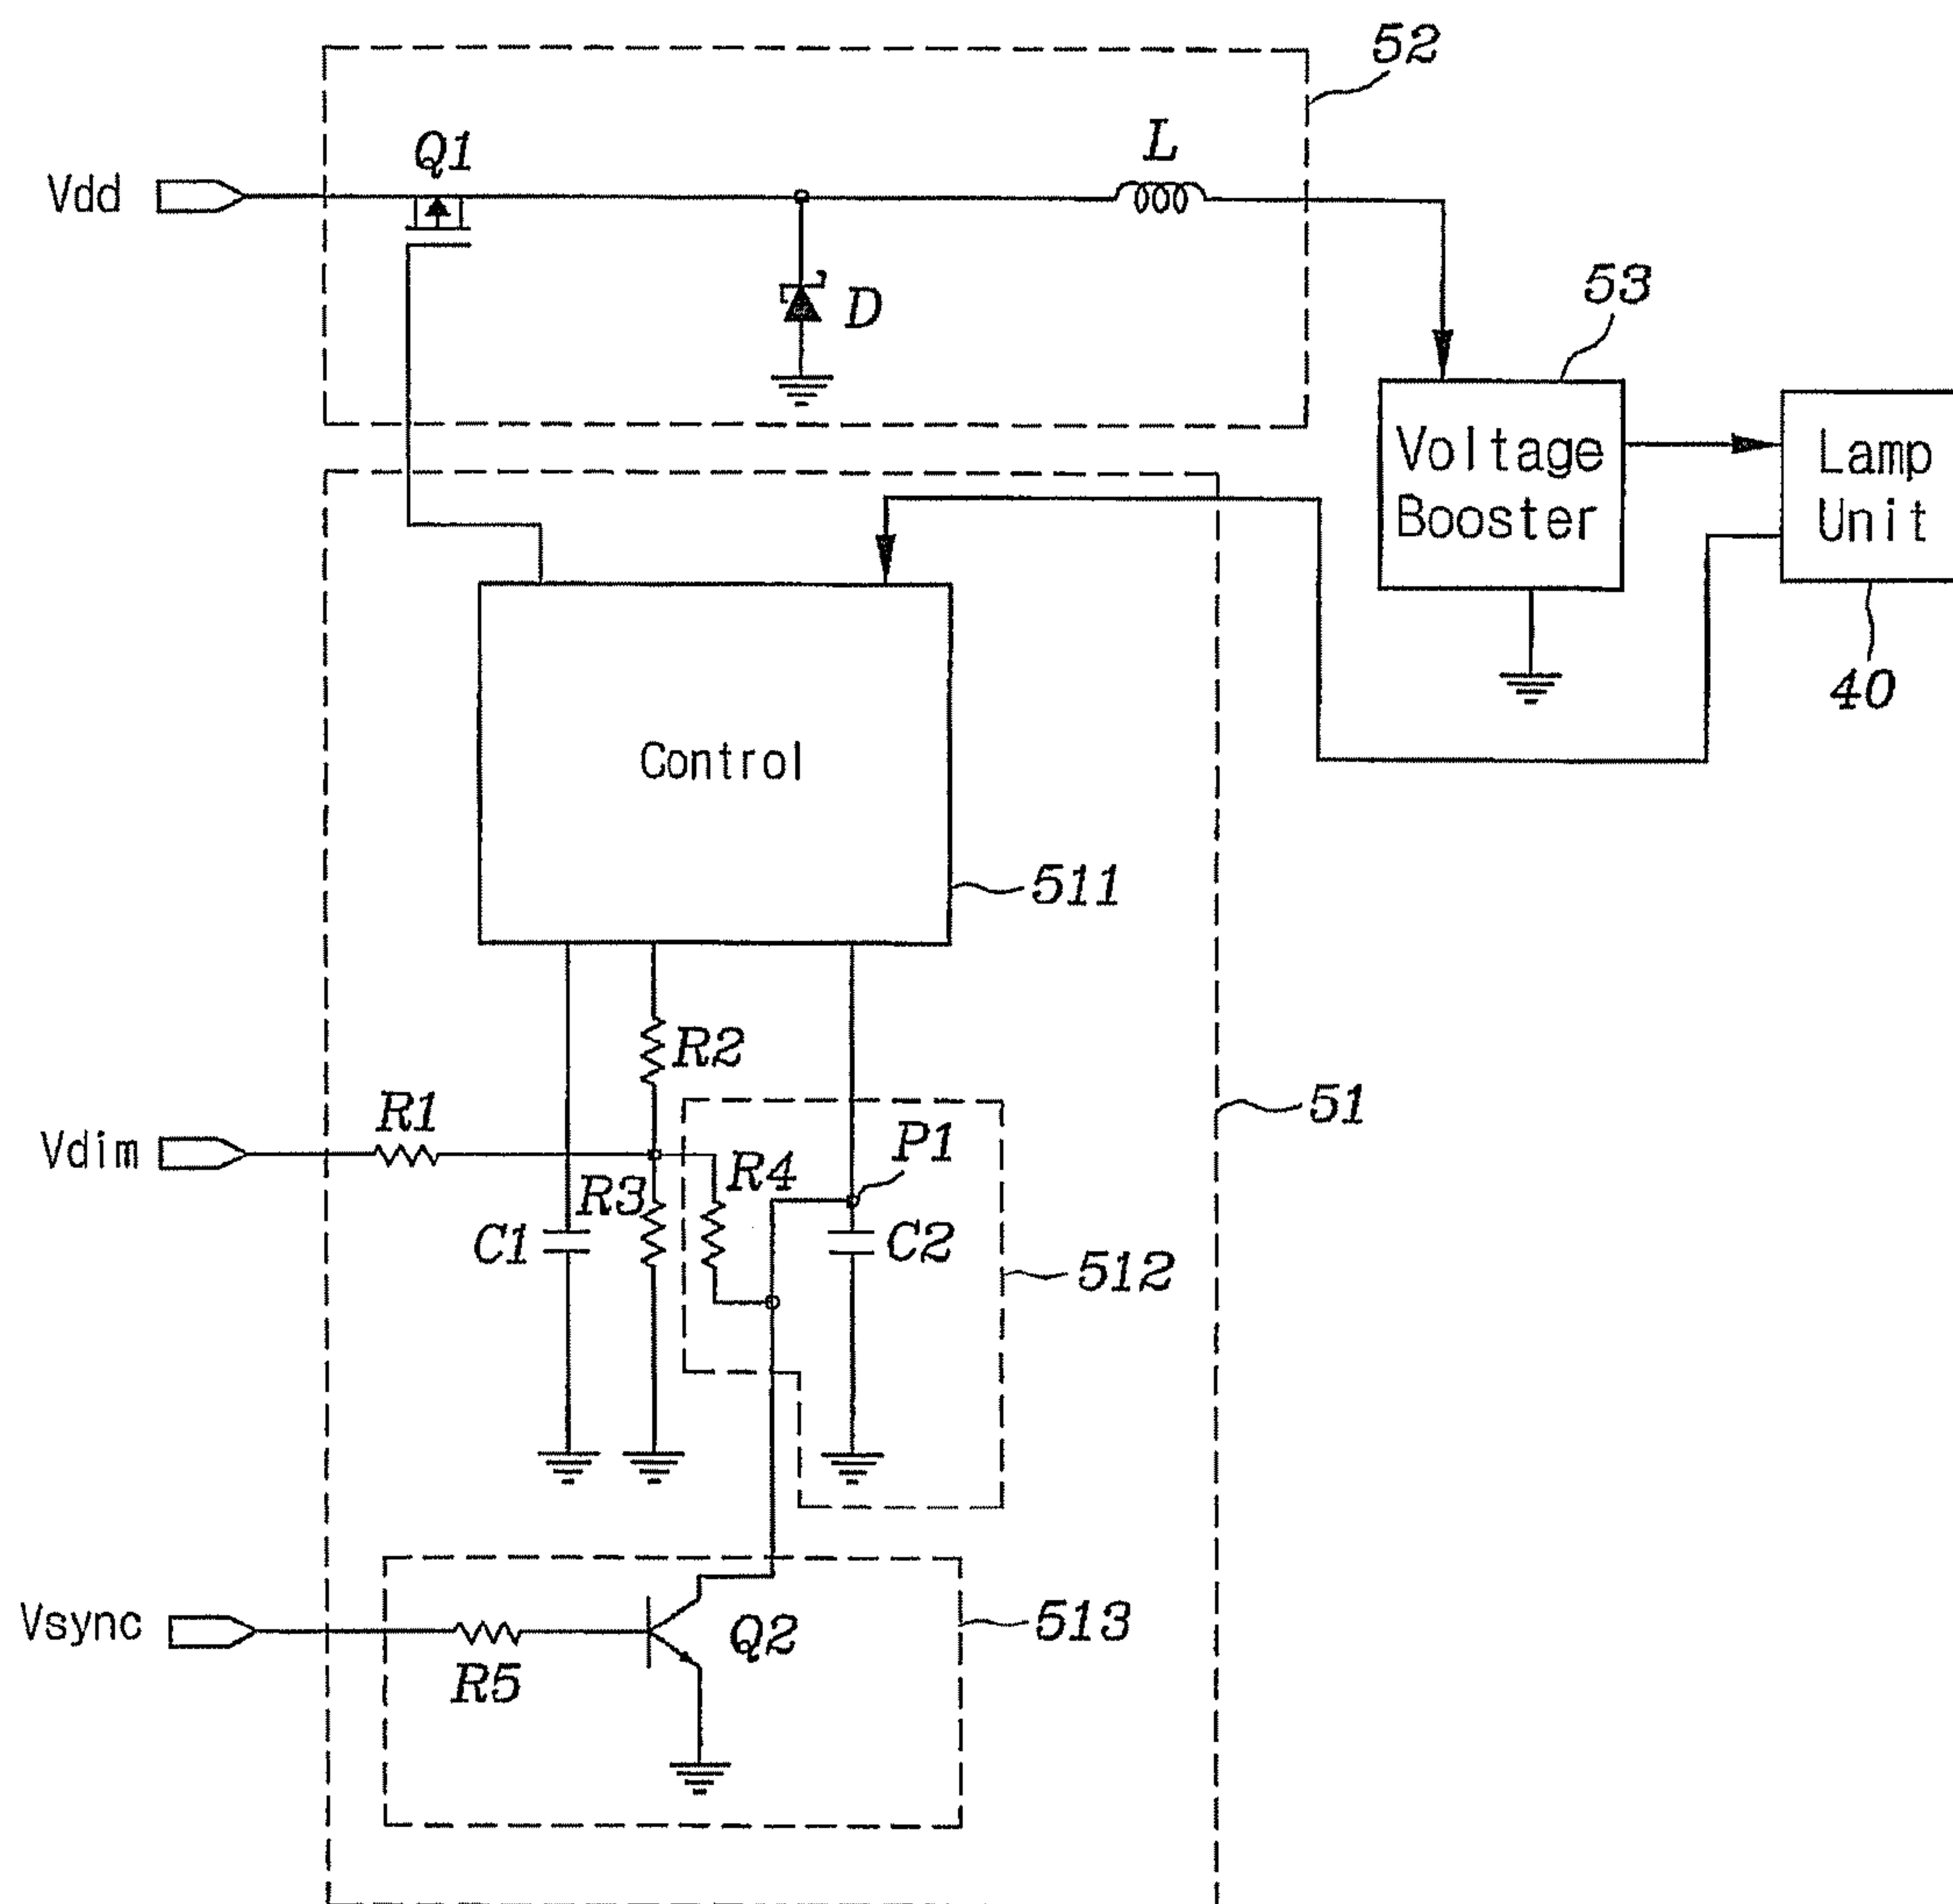 52
Q1
L
Vdd
D
53
Voltage
Booster
Lamp
Unit
40
Control
511
R2
R1
Vdim
51
P1
R4
R3
C1
C2
512
Vsync
R5
Q2
513